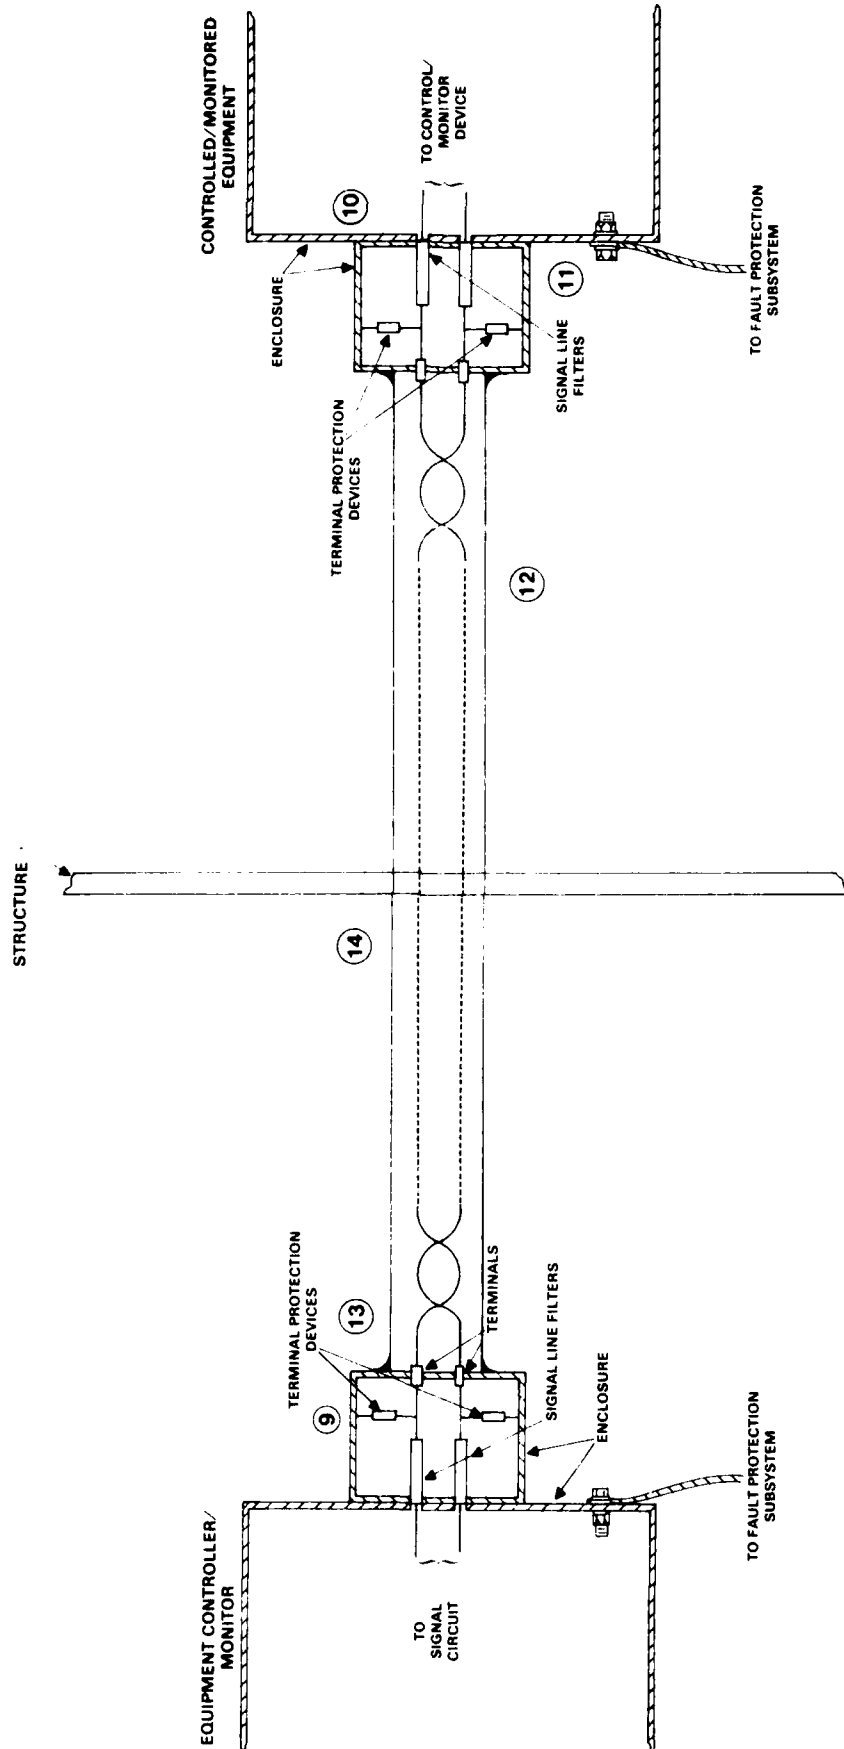 STRUCTURE
EQUIPMENT CONTROLLER/
MONITOR
TO
SIGNAL
CIRCUIT
9
TERMINAL PROTECTION
DEVICES
13
TERMINALS
SIGNAL LINE FILTERS
ENCLOSURE
TO FAULT PROTECTION
SUBSYSTEM
14
12
CONTROLLED/MONITORED
EQUIPMENT
ENCLOSURE
10
TO CONTROL/
MONITOR
DEVICE
TERMINAL PROTECTION
DEVICES
11
SIGNAL LINE
FILTERS
TO FAULT PROTECTION
SUBSYSTEM